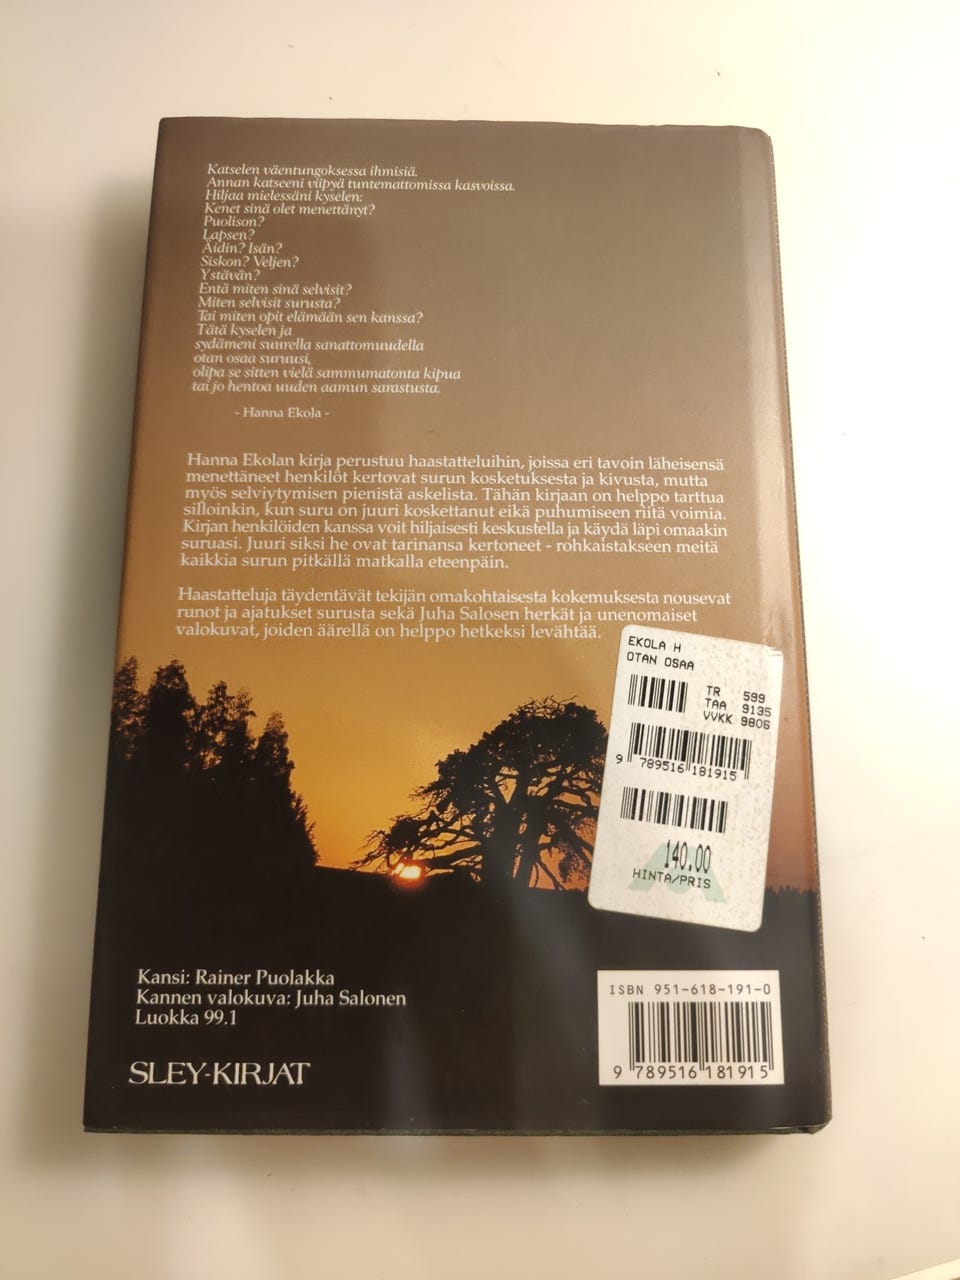 Katselen väentungoksessa ihmisiä.
Annan katseeni viipyä tuntemattomissa kasvoissa.
Hiljaa mielessäni kyselen:
Kenet sinä olet menettänyt?
Puolison?
Lapsen?
Äidin? Isän?
Siskon? Veljen?
Ystävän?
Entä miten sinä selvisit?
Miten selvisit surusta?
Tai miten opit elämään sen kanssa?
Tätä kyselen ja
sydämeni suurella sanattomuudella
otan osaa suruusi,
olipa se sitten vielä sammumatonta kipua
tai jo hentoa uuden aamun sarastusta.
- Hanna Ekola -
Hanna Ekolan kirja perustuu haastatteluihin, joissa eri tavoin läheisensä
menettäneet henkilöt kertovat surun kosketuksesta ja kivusta, mutta
myös selviytymisen pienistä askelista. Tähän kirjaan on helppo tarttua
silloinkin, kun suru on juuri koskettanut eikä puhumiseen riitä voimia.
Kirjan henkilöiden kanssa voit hiljaisesti keskustella ja käydä läpi omaakin
suruasi. Juuri siksi he ovat tarinansa kertoneet - rohkaistakseen meitä
kaikkia surun pitkällä matkalla eteenpäin.
Haastatteluja täydentävät tekijän omakohtaisesta kokemuksesta nousevat
runot ja ajatukset surusta sekä Juha Salosen herkät ja unenomaiset
valokuvat, joiden äärellä on helppo hetkeksi levähtää.
EKOLA H
OTAN OSAA
TR 599
TAA 9135
VVKK 9806
9 789516 181915
140,00
HINTA/PRIS
Kansi: Rainer Puolakka
Kannen valokuva: Juha Salonen
Luokka 99.1
SLEY-KIRJAT
ISBN 951-618-191-0
9 789516 181915